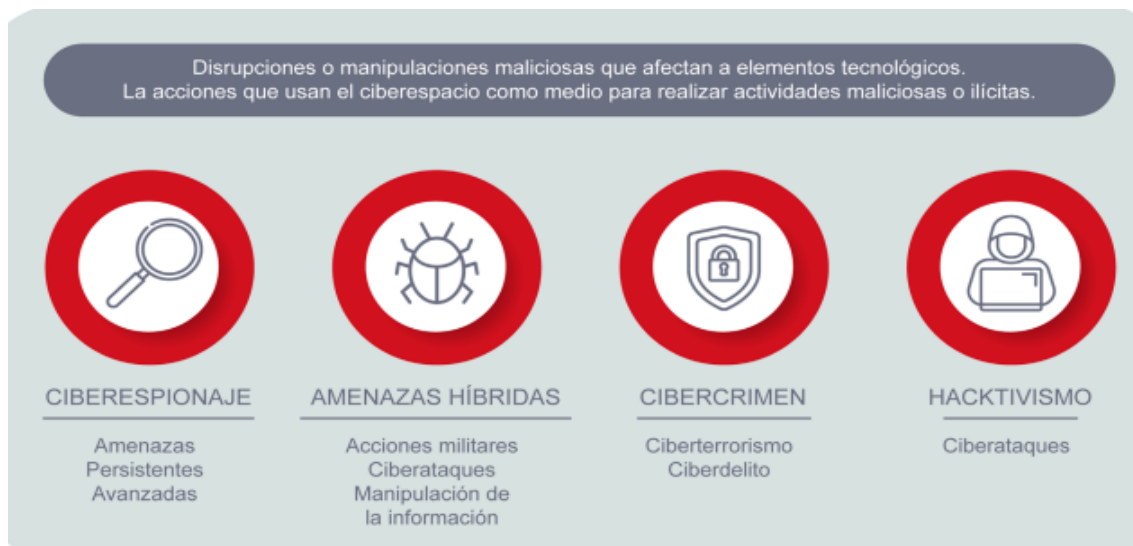 Disrupciones o manipulaciones maliciosas que afectan a elementos tecnológicos.
La acciones que usan el ciberespacio como medio para realizar actividades maliciosas o ilícitas.
CIBERESPIONAJE
Amenazas
Persistentes
Avanzadas
AMENAZAS HÍBRIDAS
Acciones militares
Ciberataques
Manipulación de
la información
CIBERCRIMEN
Ciberterrorismo
Ciberdelito
HACKTIVISMO
Ciberataques